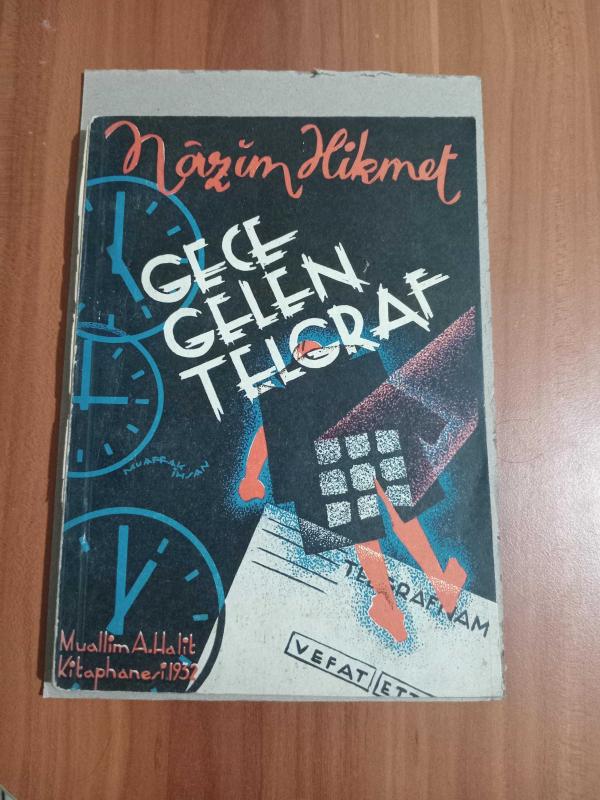 Nâzım Hikmet
GECE
GELEN
TELGRAF
MUAFFAK
İHSAN
TELGRAFNAM
VEFAT ETT
Muallim A. Halit
Kitaphanesi.1932